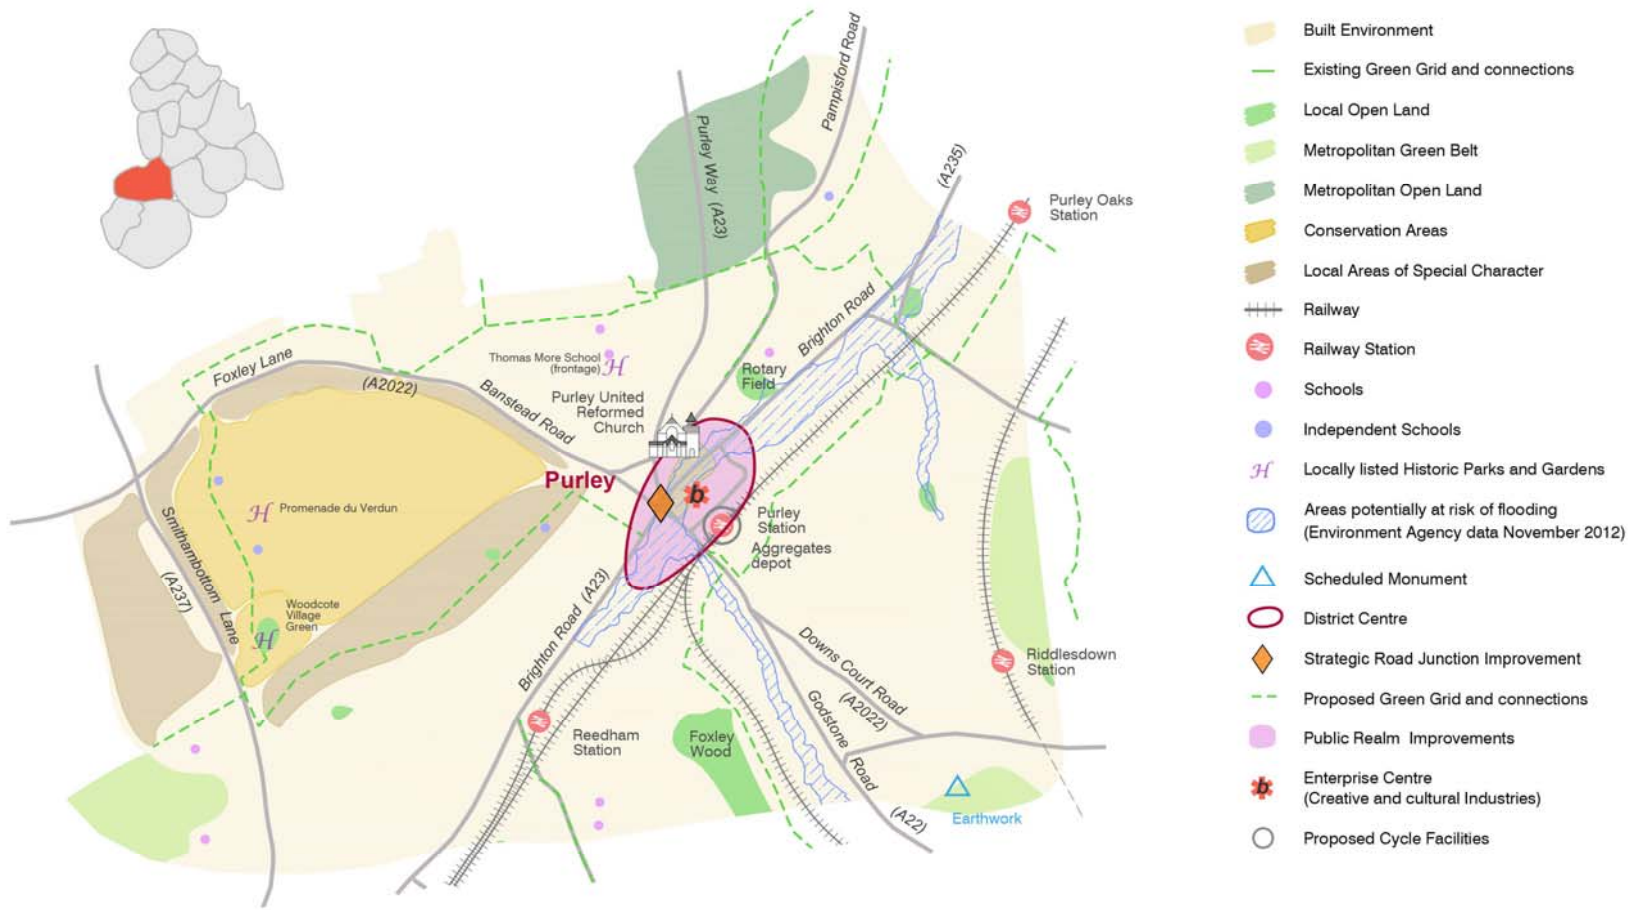 Pampisford Road
Purley Way (A23)
(A235)
Purley Oaks
Station
Brighton Road
Foxley Lane
(A2022)
Banstead Road
Thomas More School
(frontage)
H
Purley United
Reformed
Church
Rotary
Field
Purley
b
Purley
Station
Aggregates
depot
H
Promenade du Verdun
Smithambottom Lane
(A237)
Woodcote
Village
Green
H
Brighton Road (A23)
Downs Court Road
(A2022)
Godstone Road
(A22)
Riddlesdown
Station
Reedham
Station
Foxley
Wood
Earthwork
Built Environment
Existing Green Grid and connections
Local Open Land
Metropolitan Green Belt
Metropolitan Open Land
Conservation Areas
Local Areas of Special Character
Railway
Railway Station
Schools
Independent Schools
H
Locally listed Historic Parks and Gardens
Areas potentially at risk of flooding
(Environment Agency data November 2012)
Scheduled Monument
District Centre
Strategic Road Junction Improvement
Proposed Green Grid and connections
Public Realm Improvements
b
Enterprise Centre
(Creative and cultural Industries)
Proposed Cycle Facilities